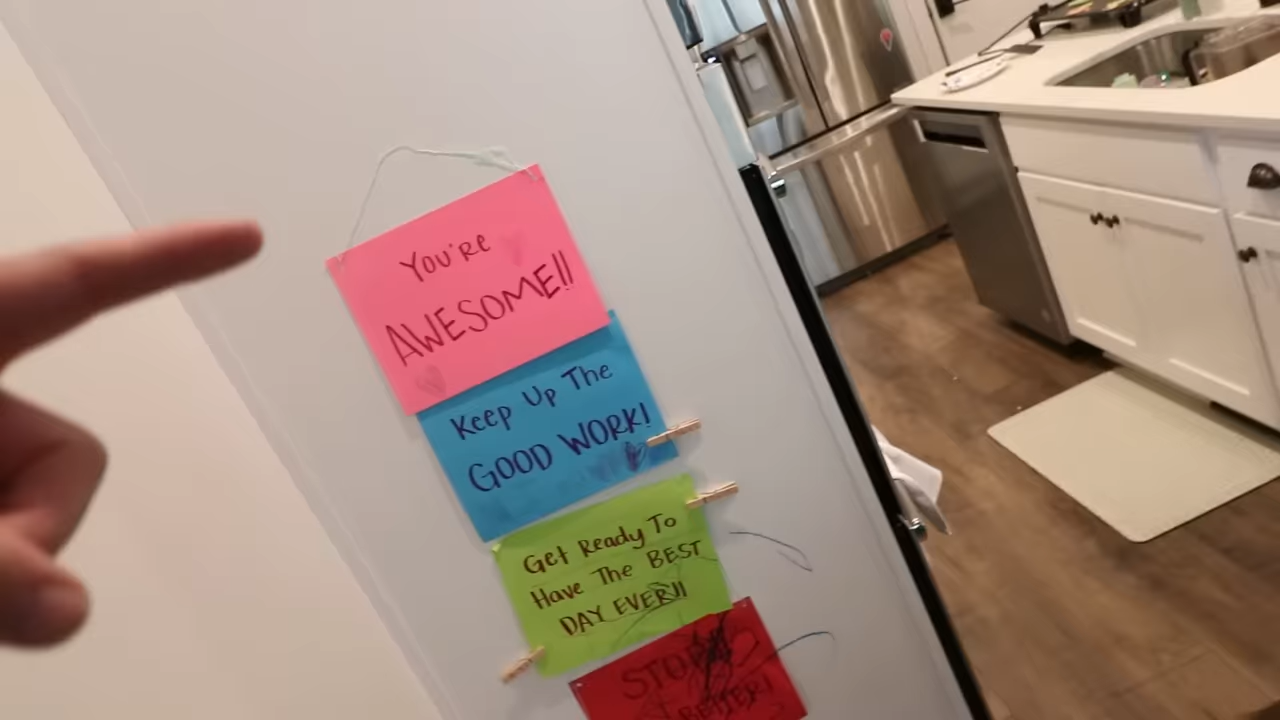 You're
AWESOME!!
Keep Up The
GOOD WORK!
Get Ready To
Have The BEST
DAY EVER!!